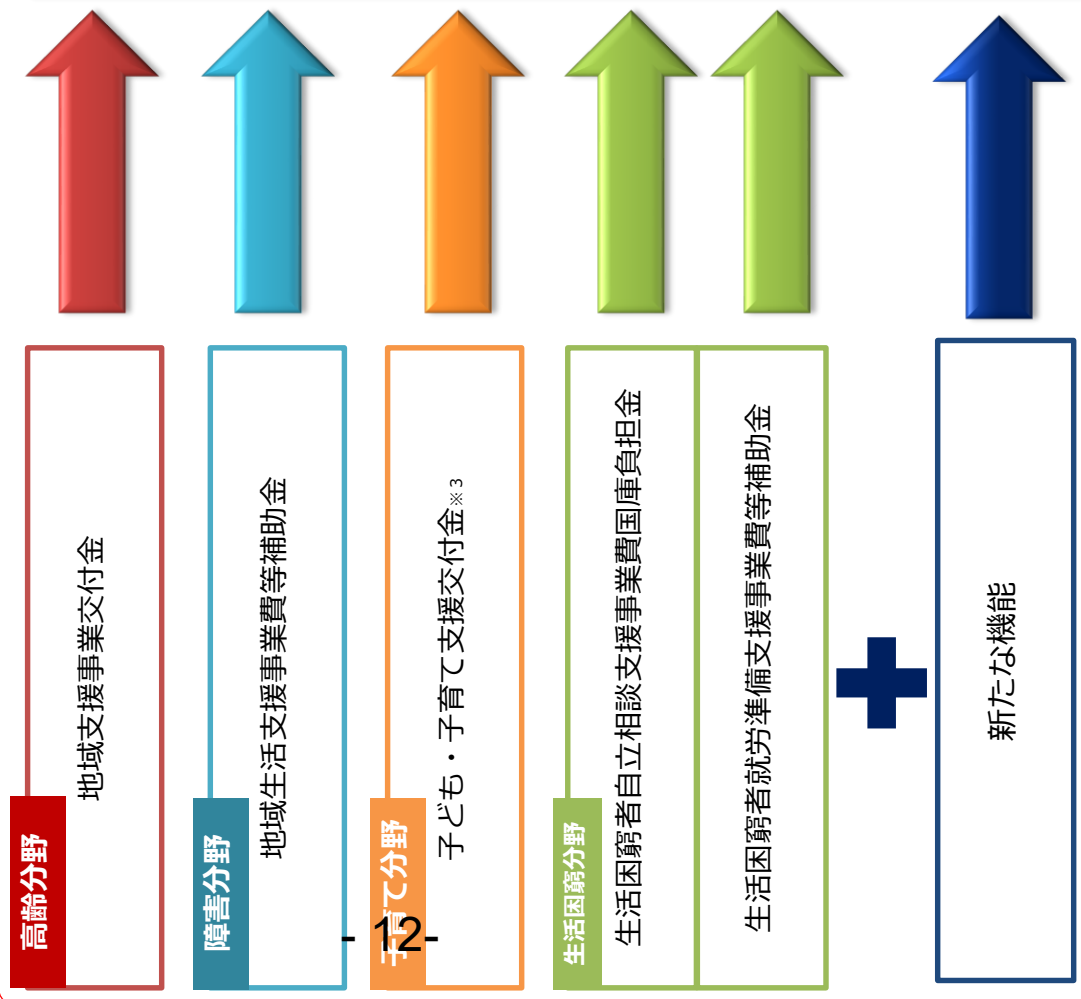 高齢分野
地域支援事業交付金
障害分野
地域生活支援事業費等補助金
子育て分野
子ども・子育て支援交付金※3
生活困窮分野
生活困窮者自立相談支援事業費国庫負担金
生活困窮者就労準備支援事業費等補助金
新たな機能
- 12-